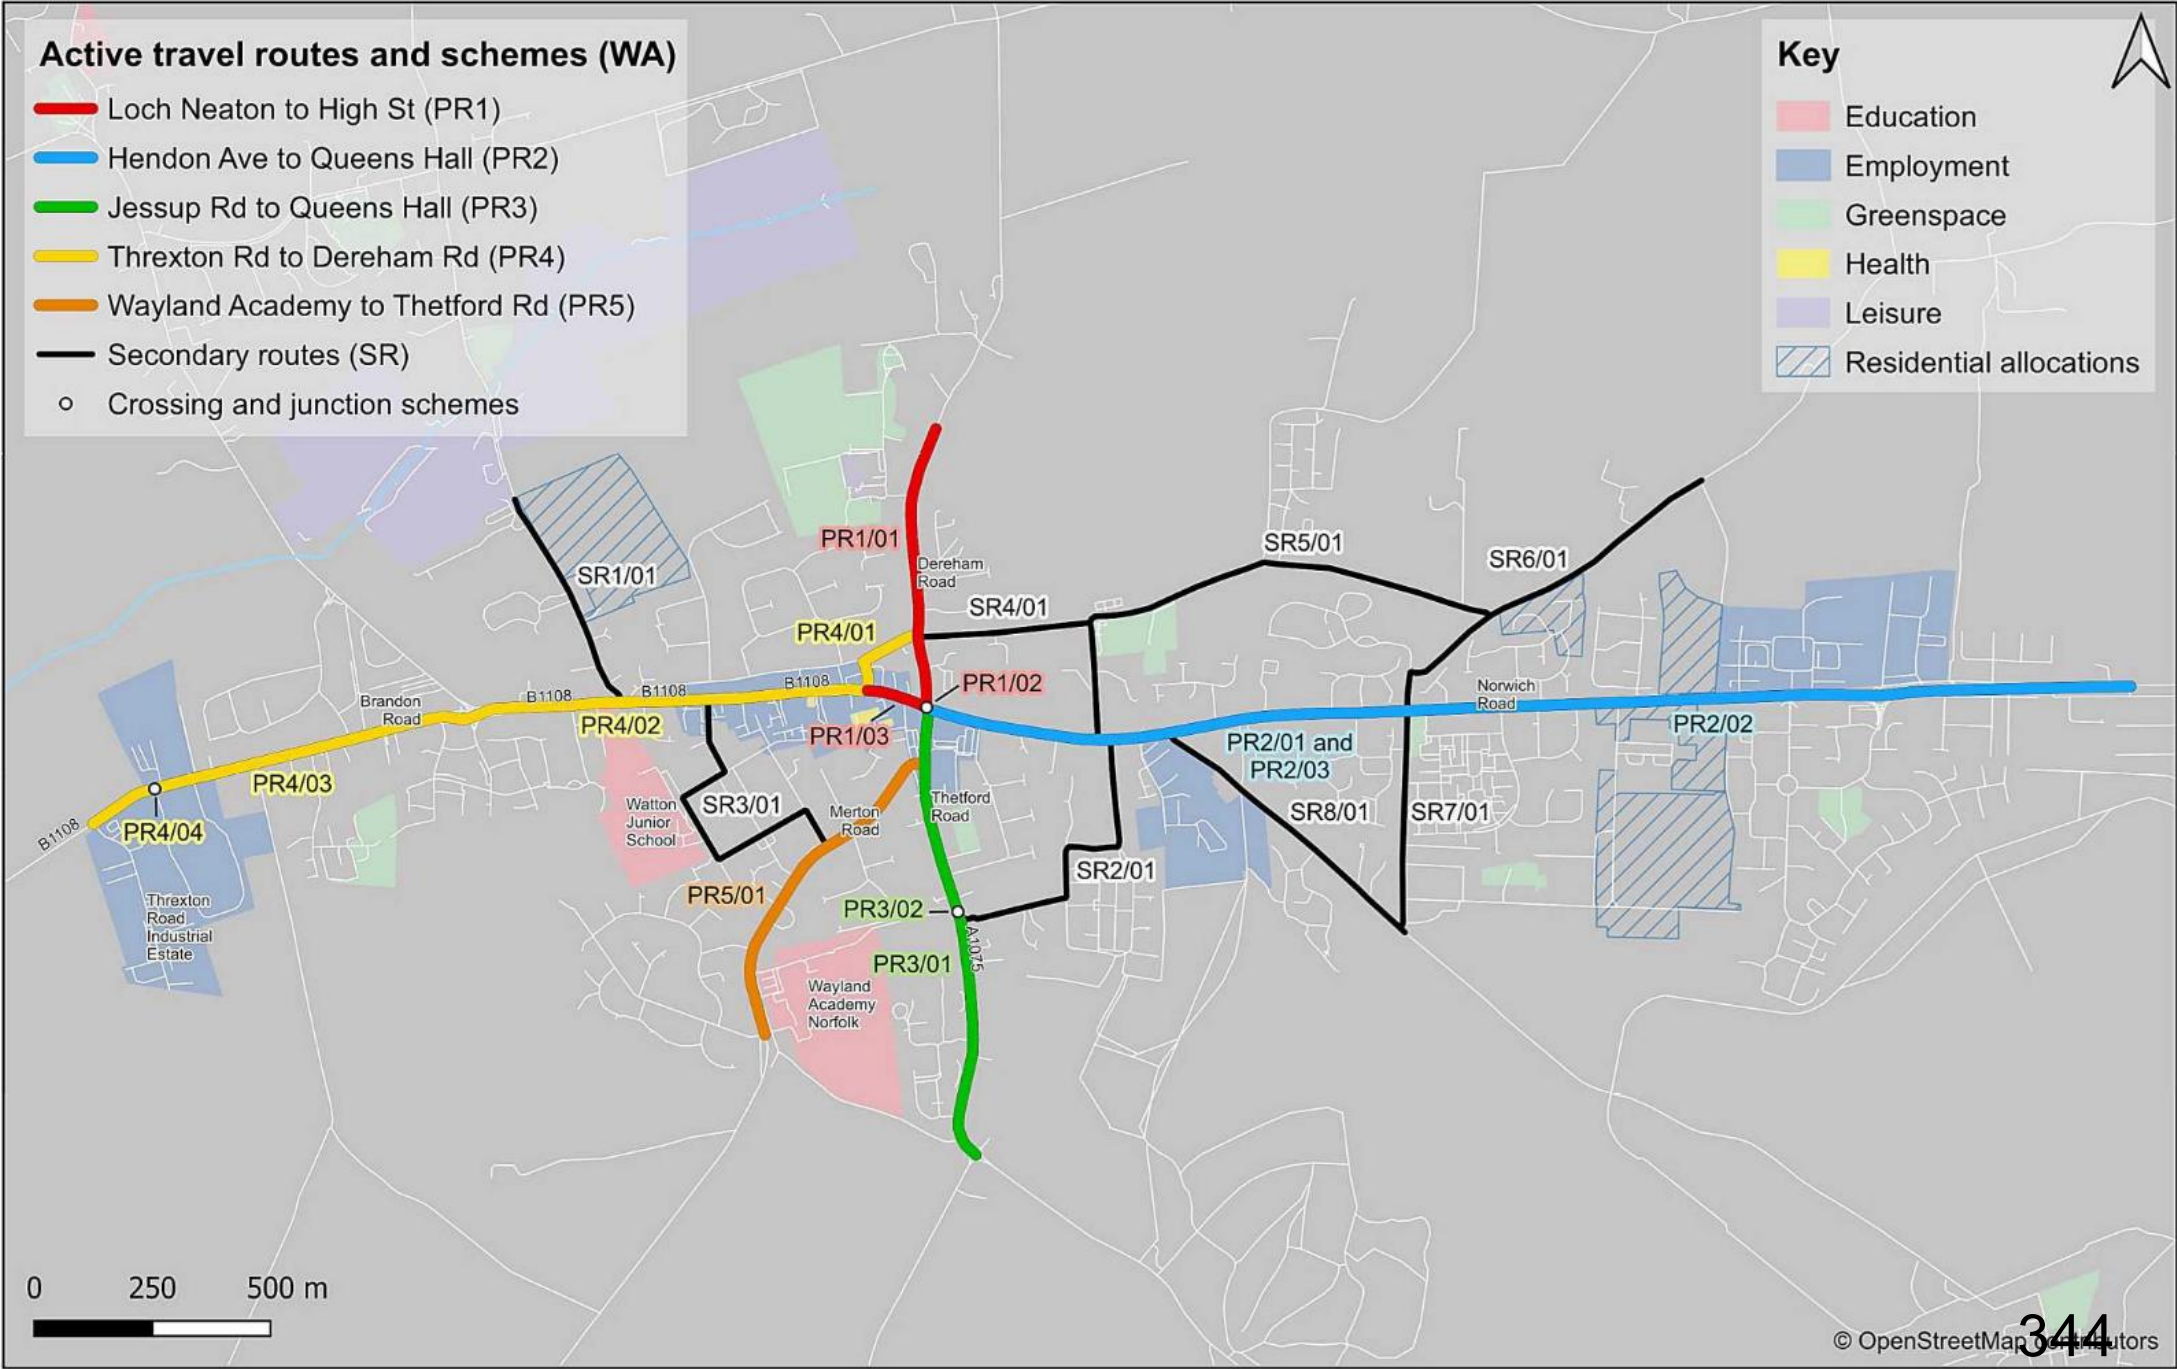 Active travel routes and schemes (WA)
Loch Neaton to High St (PR1)
Hendon Ave to Queens Hall (PR2)
Jessup Rd to Queens Hall (PR3)
Threxton Rd to Dereham Rd (PR4)
Wayland Academy to Thetford Rd (PR5)
Secondary routes (SR)
Crossing and junction schemes
Key
Education
Employment
Greenspace
Health
Leisure
Residential allocations
PR1/01
Dereham
Road
SR1/01
SR4/01
SR5/01
SR6/01
PR4/01
PR1/02
B1108
B1108
B1108
Brandon
Road
PR4/02
PR1/03
Norwich
Road
PR2/02
PR2/01 and
PR2/03
PR4/03
PR4/04
B1108
Watton
Junior
School
SR3/01
Merton
Road
Thetford
Road
SR8/01
SR7/01
SR2/01
PR5/01
PR3/02
A1075
PR3/01
Threxton
Road
Industrial
Estate
Wayland
Academy
Norfolk
0 250 500 m
344
© OpenStreetMap contributors